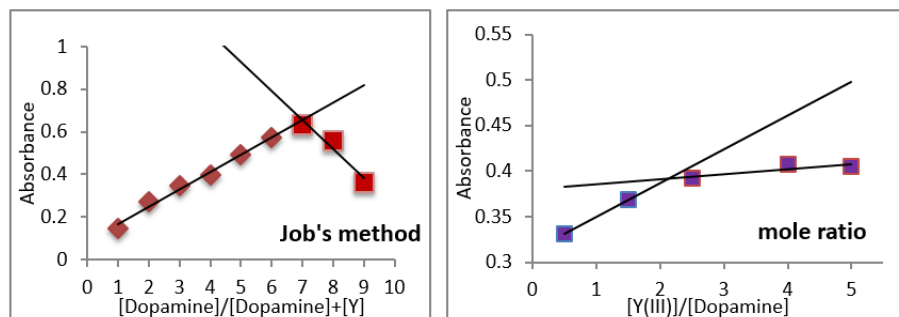 1
0.8
0.6
0.4
0.2
0
Absorbance
Job's method
0 1 2 3 4 5 6 7 8 9 10
[Dopamine]/[Dopamine]+[Y]
0.55
0.5
0.45
0.4
0.35
0.3
Absorbance
mole ratio
0 1 2 3 4 5
[Y(III)]/[Dopamine]